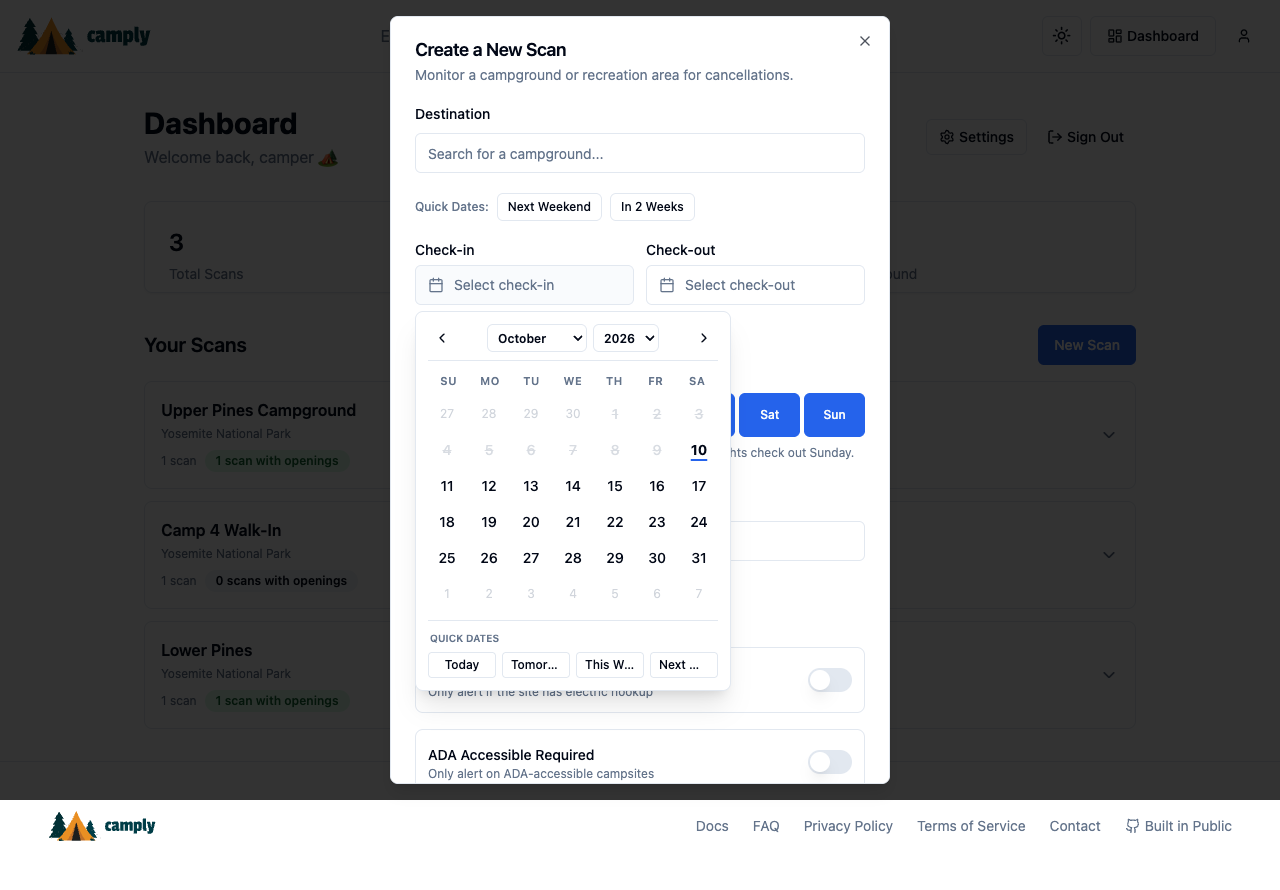 camply
E
Dashboard
Create a New Scan
Monitor a campground or recreation area for cancellations.
Dashboard
Welcome back, camper
Settings
Sign Out
Destination
Search for a campground...
Quick Dates:
Next Weekend
In 2 Weeks
3
Total Scans
Check-in
Check-out
Select check-in
Select check-out
Your Scans
New Scan
October
2026
SU MO TU WE TH FR SA
27 28 29 30 1 2 3
4 5 6 7 8 9 10
11 12 13 14 15 16 17
18 19 20 21 22 23 24
25 26 27 28 29 30 31
1 2 3 4 5 6 7
Sat
Sun
hts check out Sunday.
QUICK DATES
Today
Tomor...
This W...
Next ...
Upper Pines Campground
Yosemite National Park
1 scan
1 scan with openings
Camp 4 Walk-In
Yosemite National Park
1 scan
0 scans with openings
Lower Pines
Yosemite National Park
1 scan
1 scan with openings
Only alert if the site has electric hookup
ADA Accessible Required
Only alert on ADA-accessible campsites
camply
Docs
FAQ
Privacy Policy
Terms of Service
Contact
Built in Public